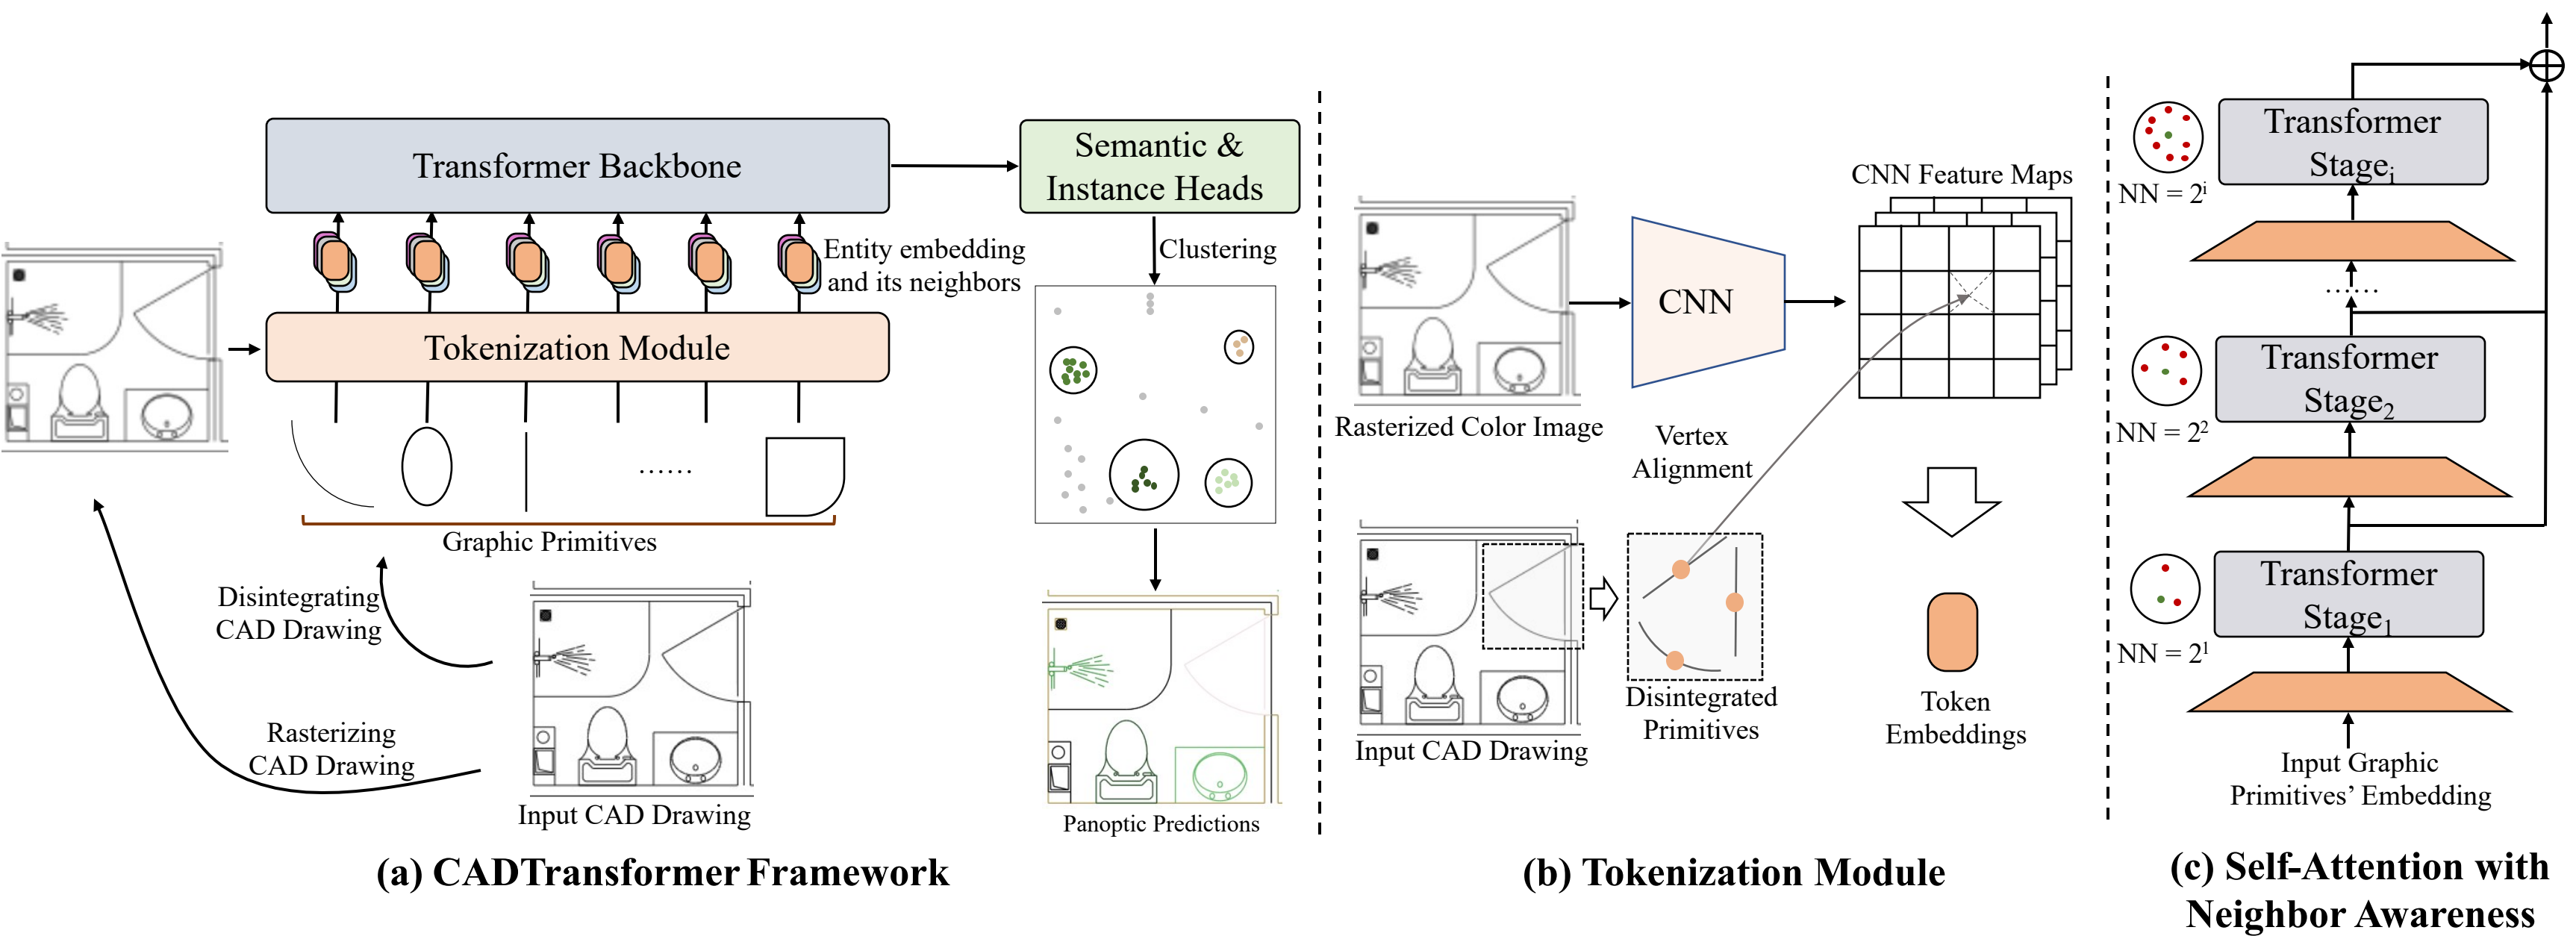 Transformer Backbone
Semantic &
Instance Heads
Entity embedding
and its neighbors
Clustering
Tokenization Module
......
Graphic Primitives
Disintegrating
CAD Drawing
Rasterizing
CAD Drawing
Input CAD Drawing
Panoptic Predictions
(a) CADTransformer Framework
CNN Feature Maps
CNN
Rasterized Color Image
Vertex
Alignment
Input CAD Drawing
Disintegrated
Primitives
Token
Embeddings
(b) Tokenization Module
Transformer
Stageᵢ
NN = 2ⁱ
......
Transformer
Stage₂
NN = 2²
Transformer
Stage₁
NN = 2¹
Input Graphic
Primitives' Embedding
(c) Self-Attention with
Neighbor Awareness